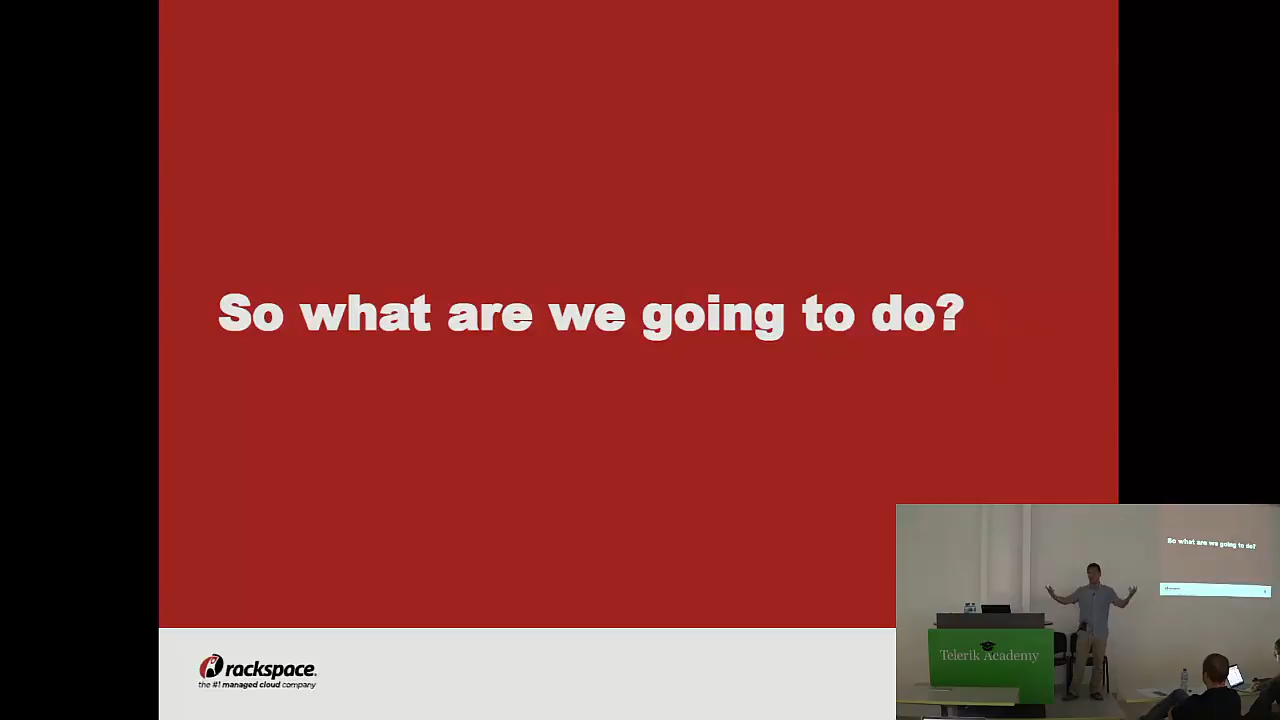 So what are we going to do?
rackspace.
the #1 managed cloud company
So what are we going to do?
Telerik Academy